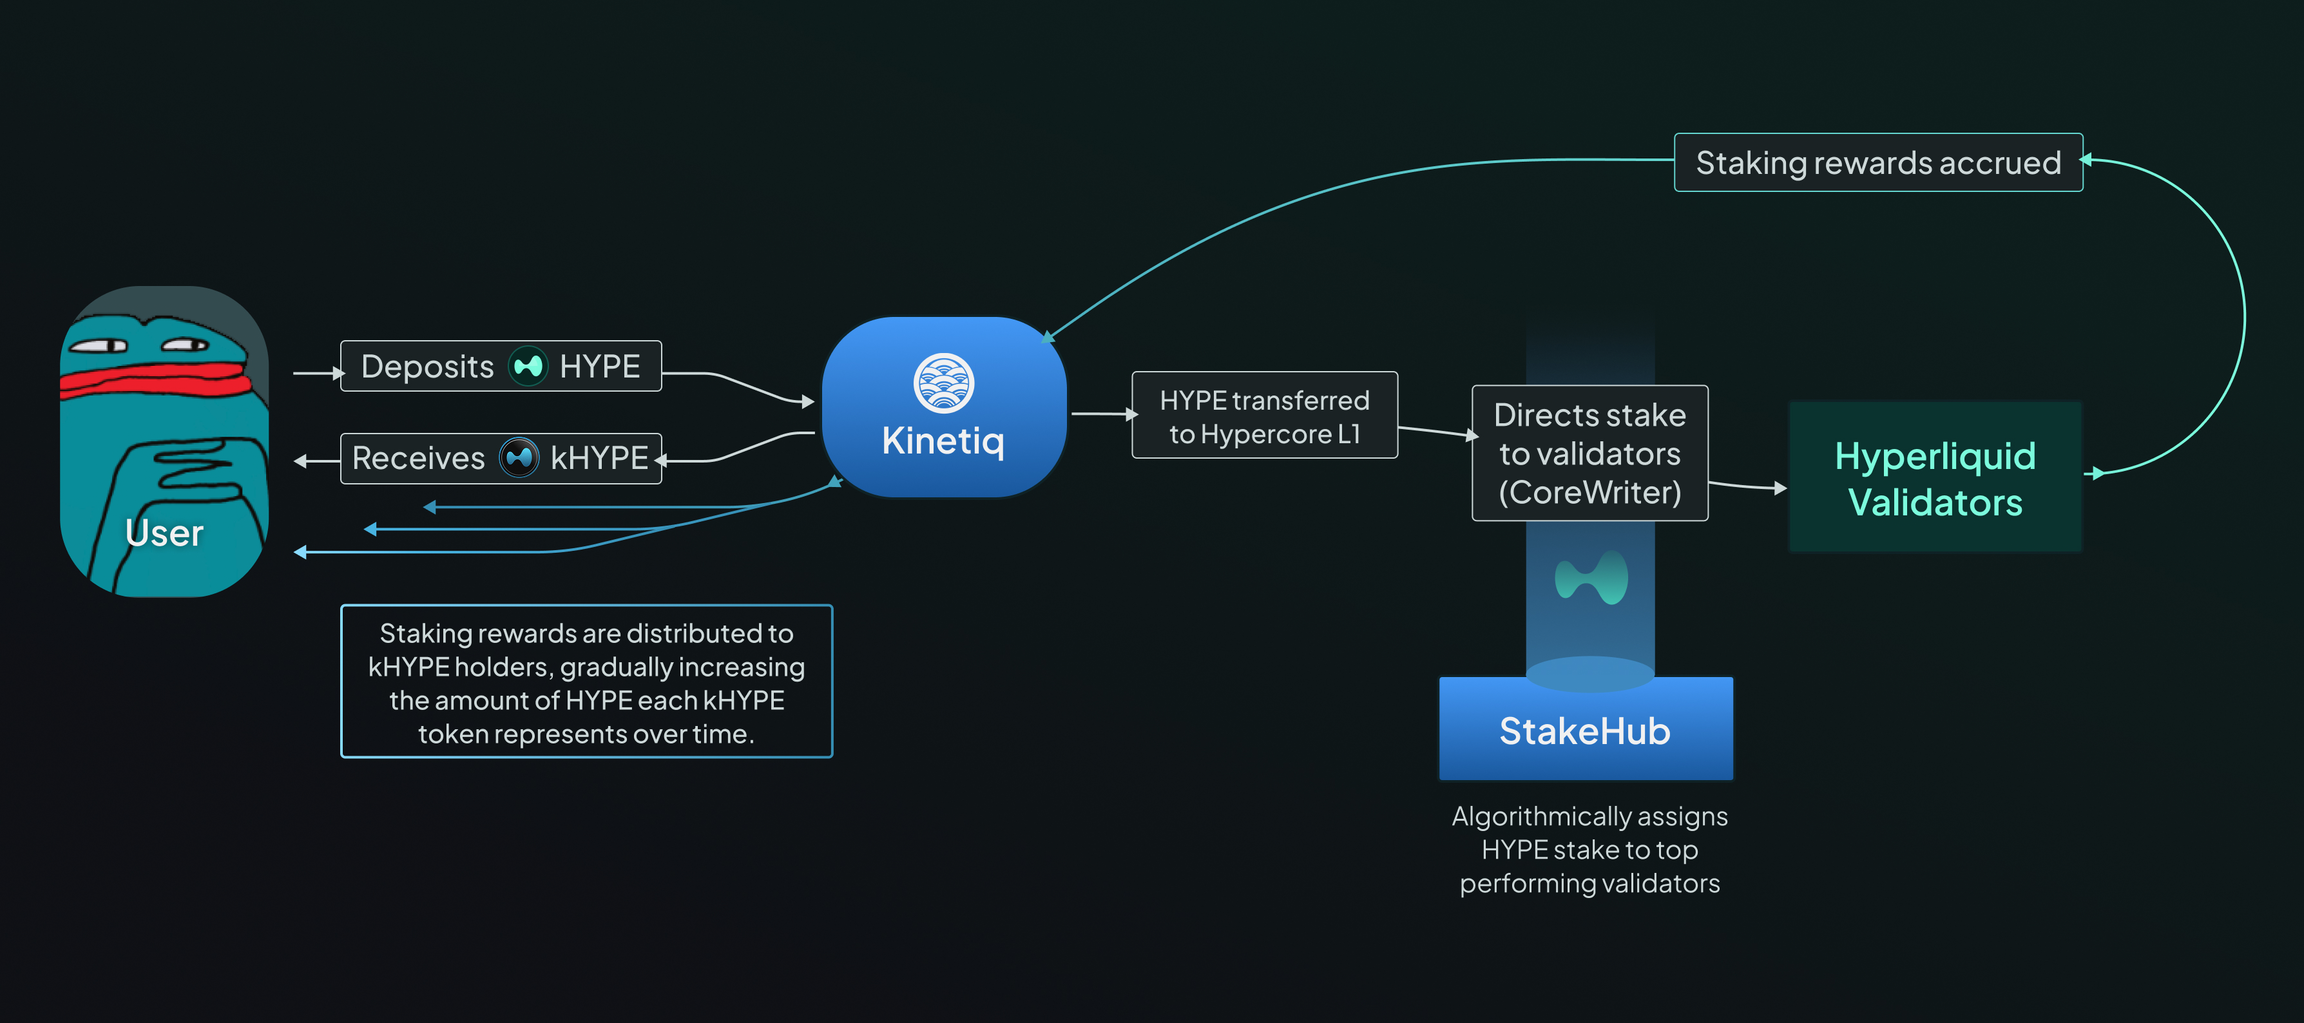 Staking rewards accrued
Deposits HYPE
Receives kHYPE
User
Kinetiq
HYPE transferred
to Hypercore L1
Directs stake
to validators
(CoreWriter)
Hyperliquid
Validators
Staking rewards are distributed to
kHYPE holders, gradually increasing
the amount of HYPE each kHYPE
token represents over time.
StakeHub
Algorithmically assigns
HYPE stake to top
performing validators